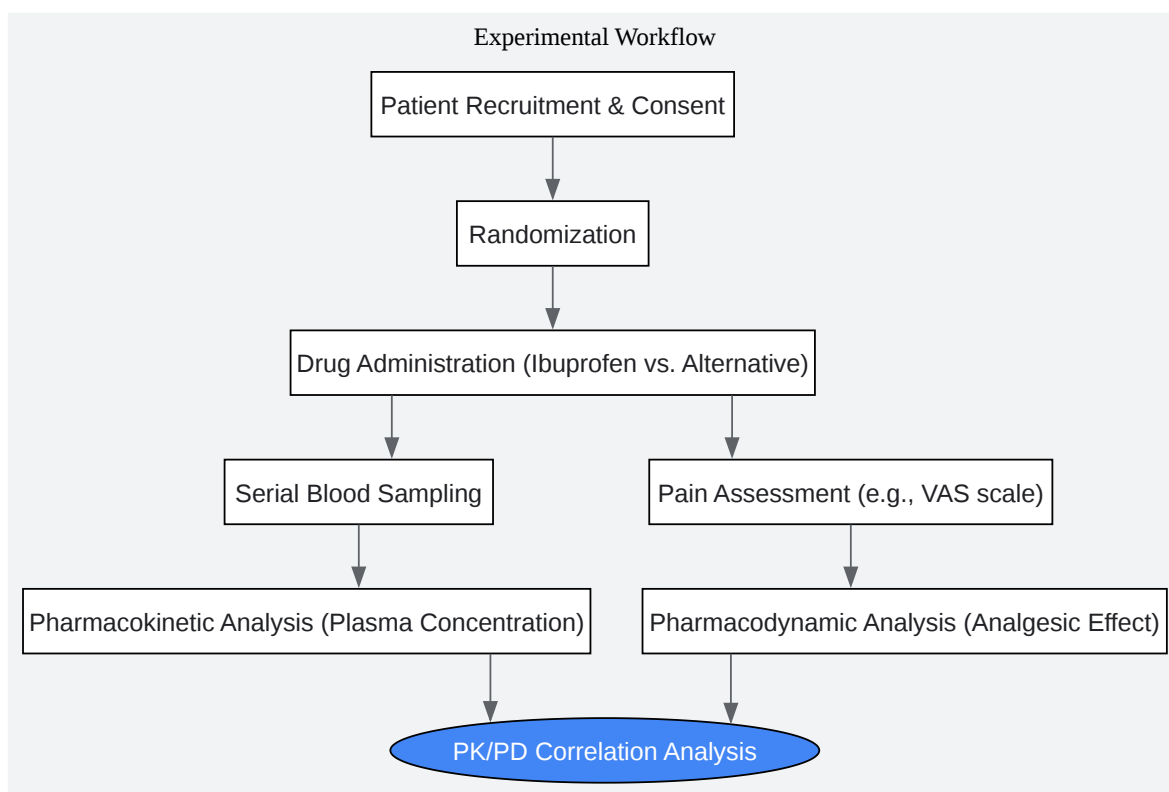 Experimental Workflow
Patient Recruitment & Consent
Randomization
Drug Administration (Ibuprofen vs. Alternative)
Serial Blood Sampling
Pain Assessment (e.g., VAS scale)
Pharmacokinetic Analysis (Plasma Concentration)
Pharmacodynamic Analysis (Analgesic Effect)
PK/PD Correlation Analysis